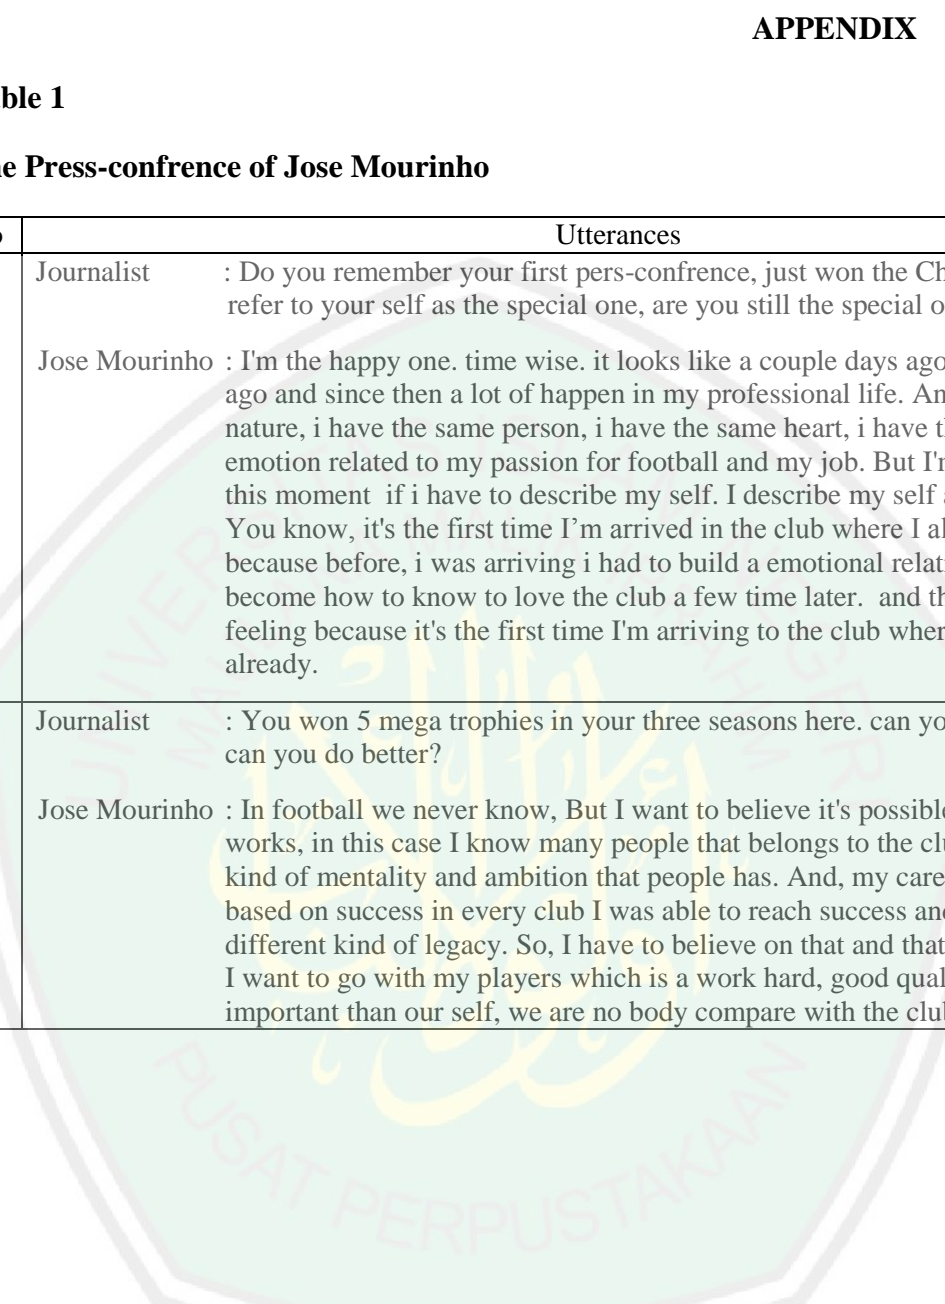 APPENDIX
ble 1
e Press-confrence of Jose Mourinho
Utterances
Journalist : Do you remember your first pers-confrence, just won the Ch
refer to your self as the special one, are you still the special o
Jose Mourinho : I'm the happy one. time wise. it looks like a couple days ago
ago and since then a lot of happen in my professional life. An
nature, i have the same person, i have the same heart, i have t
emotion related to my passion for football and my job. But I'
this moment if i have to describe my self. I describe my self
You know, it's the first time I’m arrived in the club where I al
because before, i was arriving i had to build a emotional relat
become how to know to love the club a few time later. and th
feeling because it's the first time I'm arriving to the club wher
already.
Journalist : You won 5 mega trophies in your three seasons here. can yo
can you do better?
Jose Mourinho : In football we never know, But I want to believe it's possible
works, in this case I know many people that belongs to the cl
kind of mentality and ambition that people has. And, my care
based on success in every club I was able to reach success an
different kind of legacy. So, I have to believe on that and that
I want to go with my players which is a work hard, good qual
important than our self, we are no body compare with the clu
PUSAT PERPUSTAKAAN